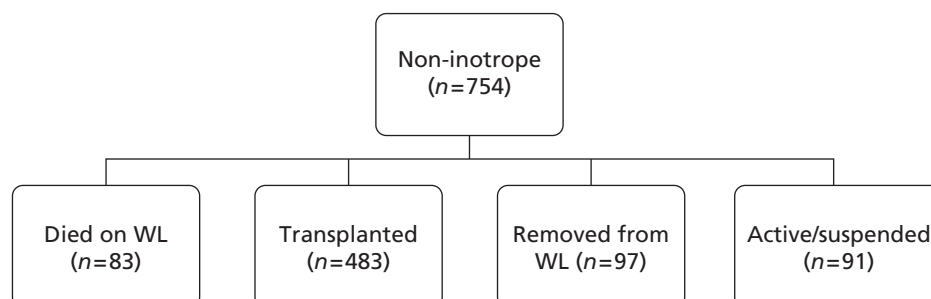 Non-inotrope
(n=754)
Died on WL
(n=83)
Transplanted
(n=483)
Removed from
WL (n=97)
Active/suspended
(n=91)